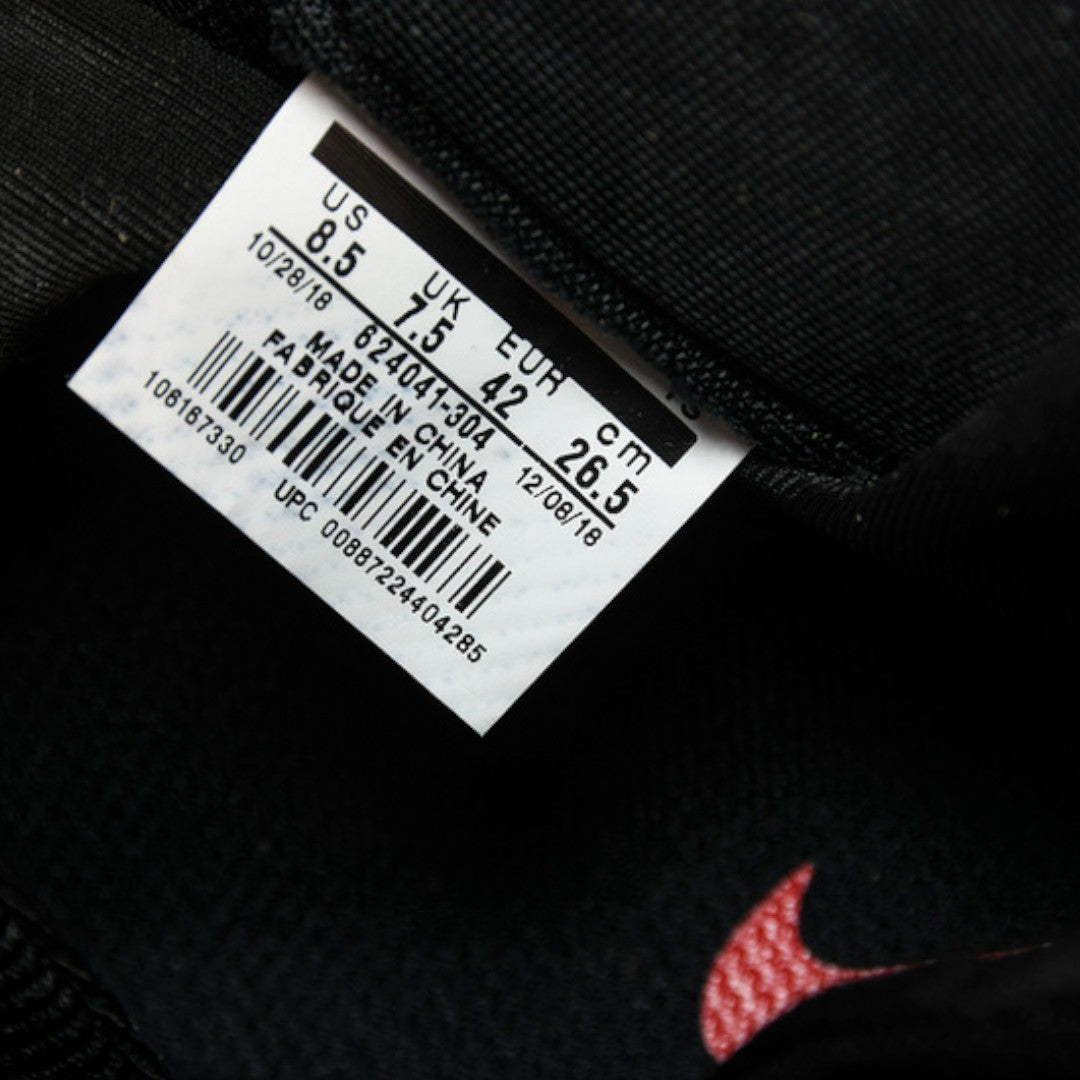 US UK EUR cm
8.5 7.5 42 26.5
10/28/18 624041-304 12/08/18
MADE IN CHINA
FABRIQUE EN CHINE
106167330 UPC 00887224404285